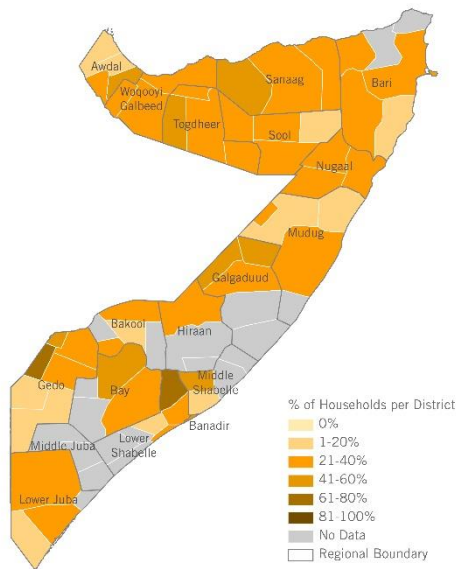 Awdal
Woqooyi
Galbeed
Sanaag
Bari
Togdheer
Sool
Nugaal
Mudug
Galgaduud
Bakool
Hiraan
Gedo
Bay
Middle
Shabelle
Banadir
Middle Juba
Lower
Shabelle
Lower Juba
% of Households per District
0%
1-20%
21-40%
41-60%
61-80%
81-100%
No Data
Regional Boundary